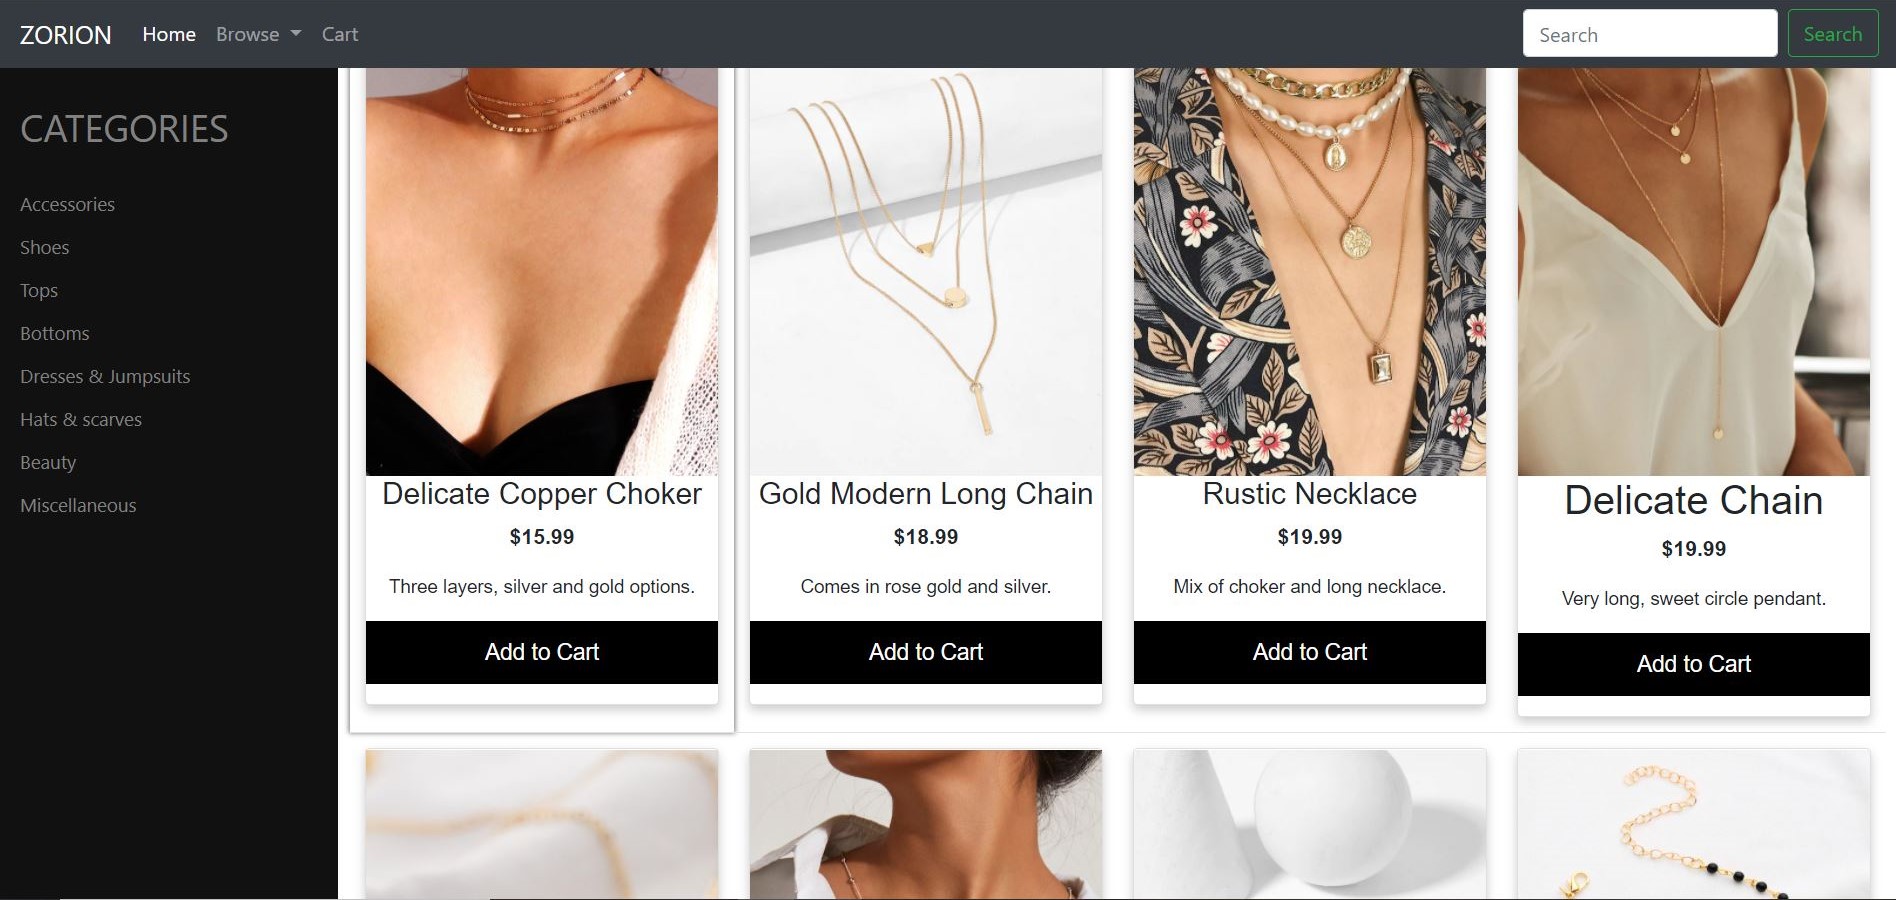 ZORION Home Browse Cart Search Search
CATEGORIES
Accessories
Shoes
Tops
Bottoms
Dresses & Jumpsuits
Hats & scarves
Beauty
Miscellaneous
Delicate Copper Choker
$15.99
Three layers, silver and gold options.
Add to Cart
Gold Modern Long Chain
$18.99
Comes in rose gold and silver.
Add to Cart
Rustic Necklace
$19.99
Mix of choker and long necklace.
Add to Cart
Delicate Chain
$19.99
Very long, sweet circle pendant.
Add to Cart